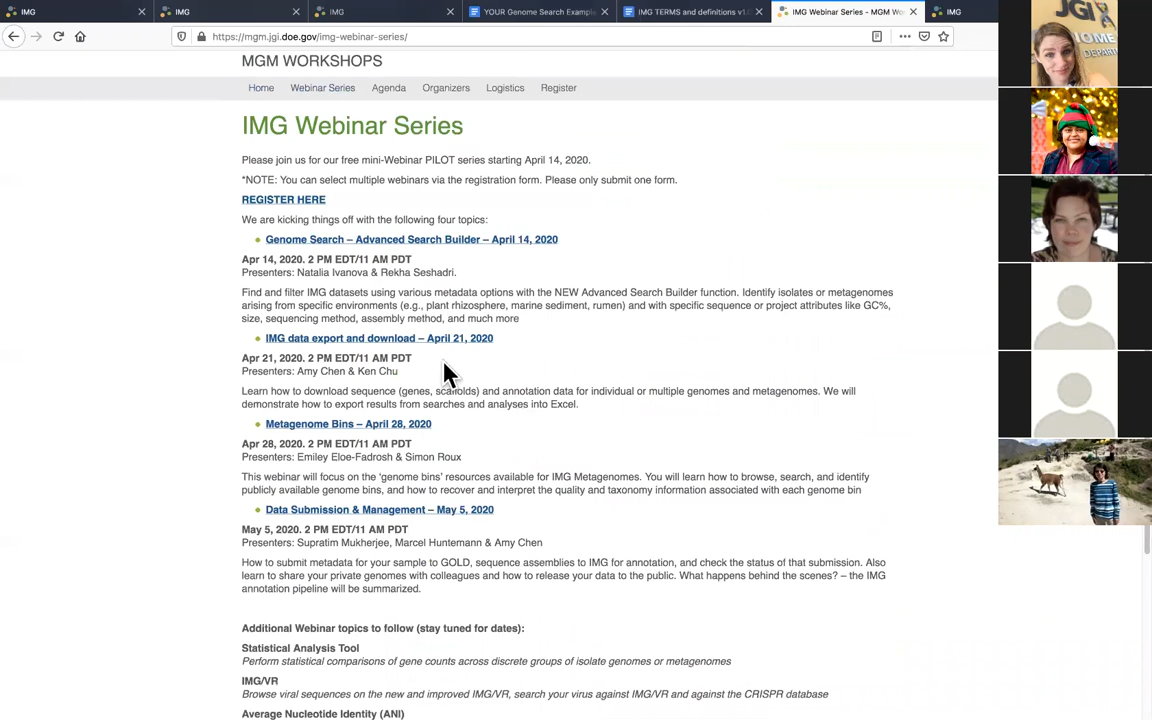 IMG
IMG
IMG
YOUR Genome Search Example
IMG TERMS and definitions v1.
IMG Webinar Series - MGM Wo
IMG
https://mgm.jgi.doe.gov/img-webinar-series/
MGM WORKSHOPS
Home Webinar Series Agenda Organizers Logistics Register
IMG Webinar Series
Please join us for our free mini-Webinar PILOT series starting April 14, 2020.
*NOTE: You can select multiple webinars via the registration form. Please only submit one form.
REGISTER HERE
We are kicking things off with the following four topics:
Genome Search – Advanced Search Builder – April 14, 2020
Apr 14, 2020. 2 PM EDT/11 AM PDT
Presenters: Natalia Ivanova & Rekha Seshadri.
Find and filter IMG datasets using various metadata options with the NEW Advanced Search Builder function. Identify isolates or metagenomes
arising from specific environments (e.g., plant rhizosphere, marine sediment, rumen) and with specific sequence or project attributes like GC%,
size, sequencing method, assembly method, and much more
IMG data export and download – April 21, 2020
Apr 21, 2020. 2 PM EDT/11 AM PDT
Presenters: Amy Chen & Ken Chu
Learn how to download sequence (genes, scaffolds) and annotation data for individual or multiple genomes and metagenomes. We will
demonstrate how to export results from searches and analyses into Excel.
Metagenome Bins – April 28, 2020
Apr 28, 2020. 2 PM EDT/11 AM PDT
Presenters: Emiley Eloe-Fadrosh & Simon Roux
This webinar will focus on the ‘genome bins’ resources available for IMG Metagenomes. You will learn how to browse, search, and identify
publicly available genome bins, and how to recover and interpret the quality and taxonomy information associated with each genome bin
Data Submission & Management – May 5, 2020
May 5, 2020. 2 PM EDT/11 AM PDT
Presenters: Supratim Mukherjee, Marcel Huntemann & Amy Chen
How to submit metadata for your sample to GOLD, sequence assemblies to IMG for annotation, and check the status of that submission. Also
learn to share your private genomes with colleagues and how to release your data to the public. What happens behind the scenes? – the IMG
annotation pipeline will be summarized.
Additional Webinar topics to follow (stay tuned for dates):
Statistical Analysis Tool
Perform statistical comparisons of gene counts across discrete groups of isolate genomes or metagenomes
IMG/VR
Browse viral sequences on the new and improved IMG/VR, search your virus against IMG/VR and against the CRISPR database
Average Nucleotide Identity (ANI)
JGI